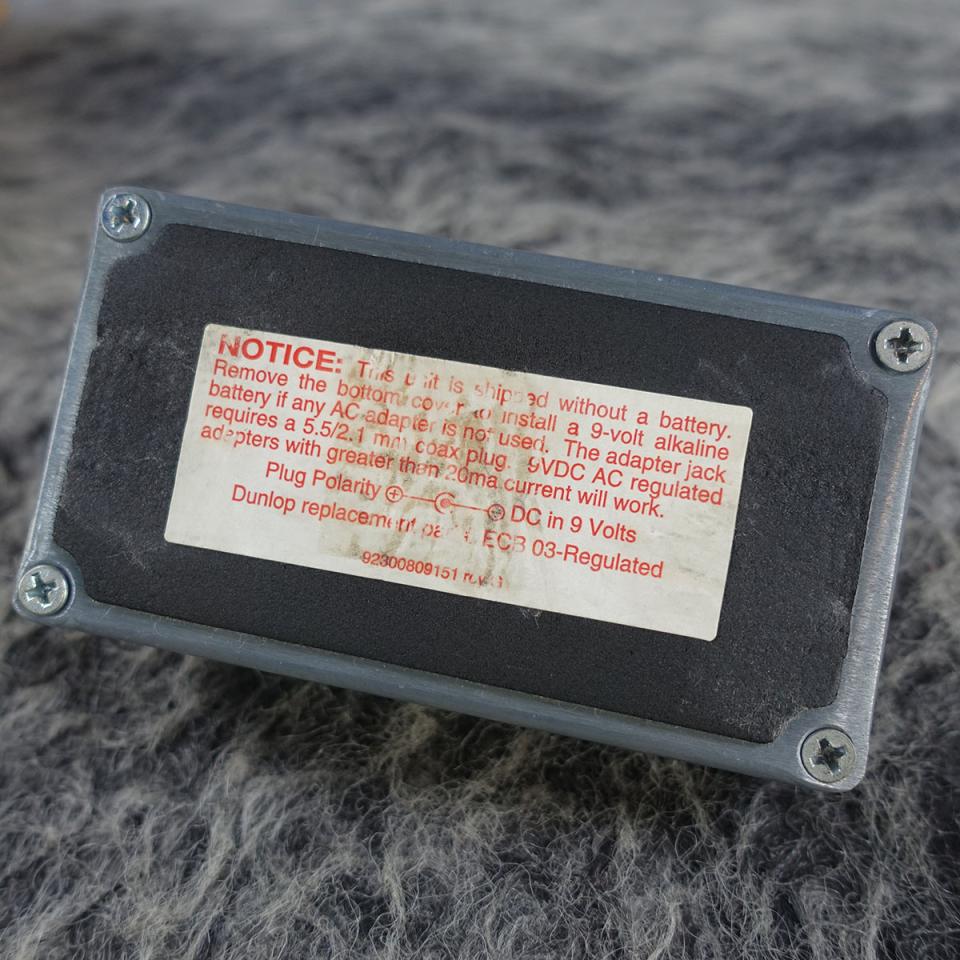 NOTICE: This unit is shipped without a battery.
Remove the bottom cover to install a 9-volt alkaline
battery if any AC adapter is not used. The adapter jack
requires a 5.5/2.1 mm coax plug. 9VDC AC regulated
adapters with greater than 20ma current will work.
Plug Polarity + DC in 9 Volts
Dunlop replacement ECB 03-Regulated
92300809151